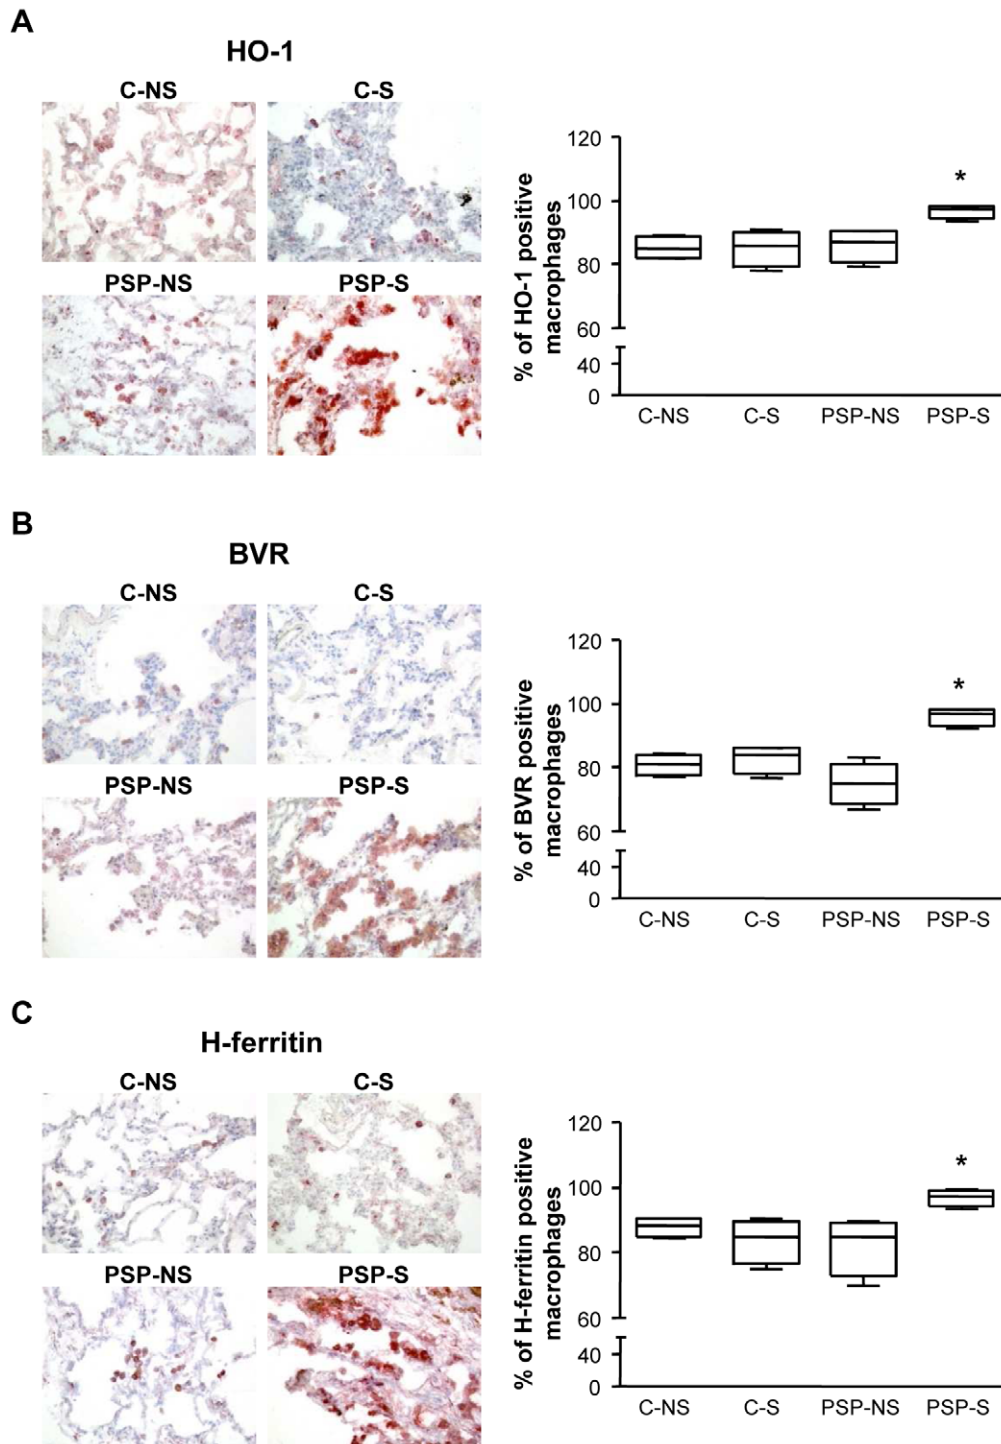 A
HO-1
C-NS
C-S
PSP-NS
PSP-S
% of HO-1 positive
macrophages
120
100
80
60
40
0
C-NS
C-S
PSP-NS
PSP-S
*
B
BVR
C-NS
C-S
PSP-NS
PSP-S
% of BVR positive
macrophages
120
100
80
60
40
0
C-NS
C-S
PSP-NS
PSP-S
*
C
H-ferritin
C-NS
C-S
PSP-NS
PSP-S
% of H-ferritin positive
macrophages
120
100
80
60
40
0
C-NS
C-S
PSP-NS
PSP-S
*